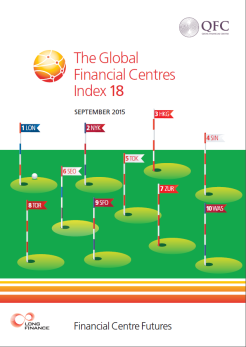 QFC
The Global
Financial Centres
Index 18
SEPTEMBER 2015
1 LON
2 NYK
3 HKG
4 SIN
5 TOK
6 SEO
7 ZUR
8 TOR
9 SFO
10 WAS
LONG
FINANCE
Financial Centre Futures